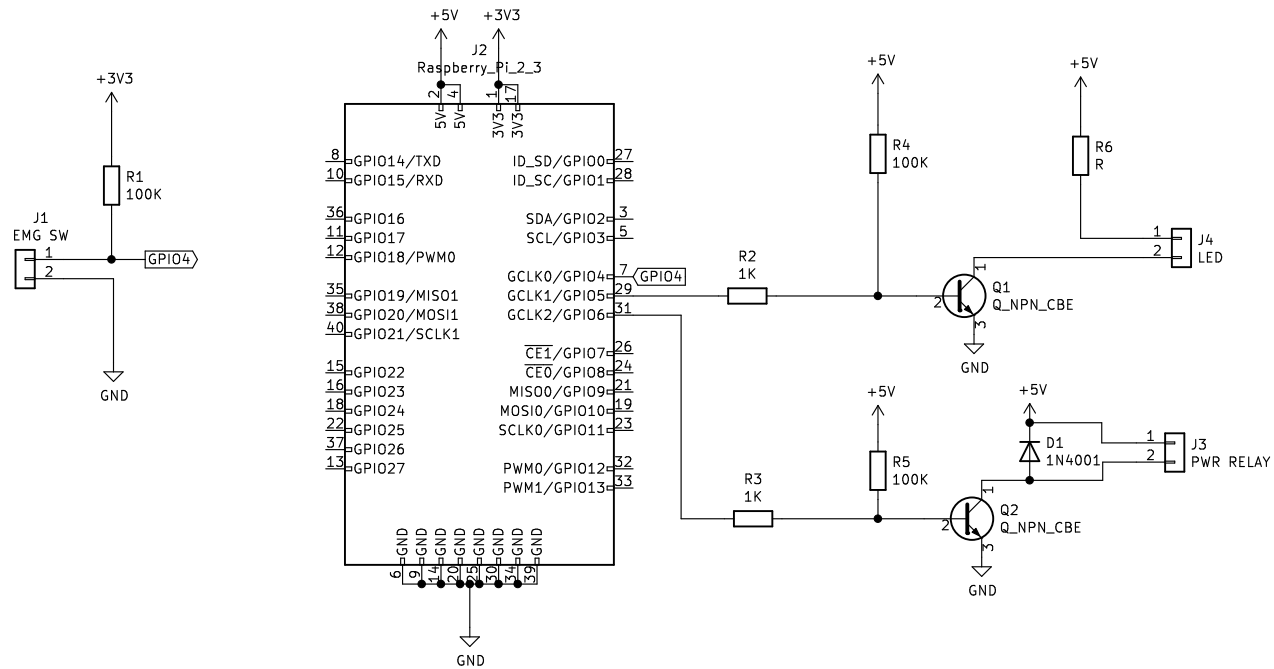 +5V
+3V3
J2
Raspberry_Pi_2_3
2
4
1
17
5V
5V
3V3
3V3
+3V3
R1
100K
J1
EMG SW
1
2
GPIO4
GND
8
GPIO14/TXD
10
GPIO15/RXD
36
GPIO16
11
GPIO17
12
GPIO18/PWM0
35
GPIO19/MISO1
38
GPIO20/MOSI1
40
GPIO21/SCLK1
15
GPIO22
16
GPIO23
18
GPIO24
22
GPIO25
37
GPIO26
13
GPIO27
ID_SD/GPIO0
27
ID_SC/GPIO1
28
SDA/GPIO2
3
SCL/GPIO3
5
GCLK0/GPIO4
7
GPIO4
GCLK1/GPIO5
29
GCLK2/GPIO6
31
CE1/GPIO7
26
CE0/GPIO8
24
MISO0/GPIO9
21
MOSI0/GPIO10
19
SCLK0/GPIO11
23
PWM0/GPIO12
32
PWM1/GPIO13
33
GND
GND
GND
GND
GND
GND
GND
GND
6
9
14
20
25
30
34
39
GND
R2
1K
+5V
R4
100K
+5V
R6
R
1
2
J4
LED
1
2
3
Q1
Q_NPN_CBE
GND
R3
1K
+5V
R5
100K
+5V
D1
1N4001
1
2
J3
PWR RELAY
1
2
3
Q2
Q_NPN_CBE
GND